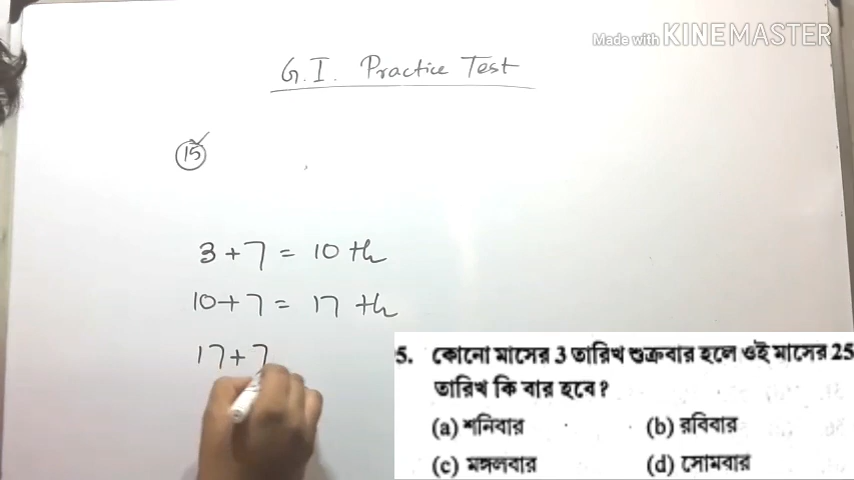 Made with KINEMASTER
G.I. Practice Test
15
3 + 7 = 10 th
10 + 7 = 17 th
17 + 7
5. কোনো মাসের 3 তারিখ শুক্রবার হলে ওই মাসের 25
তারিখ কি বার হবে?
(a) শনিবার (b) রবিবার
(c) মঙ্গলবার (d) সোমবার